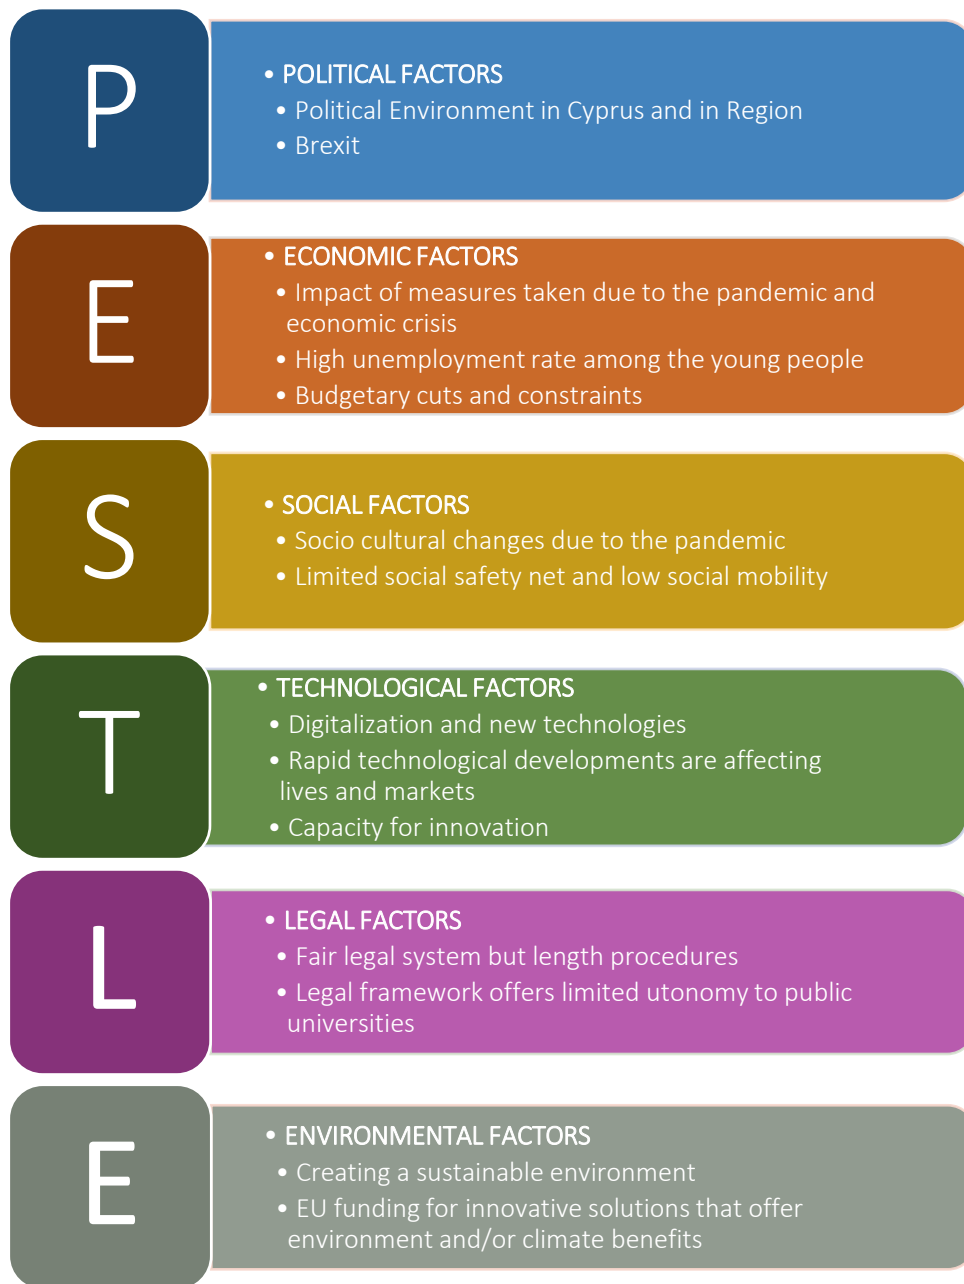 P
• POLITICAL FACTORS
• Political Environment in Cyprus and in Region
• Brexit
E
• ECONOMIC FACTORS
• Impact of measures taken due to the pandemic and
economic crisis
• High unemployment rate among the young people
• Budgetary cuts and constraints
S
• SOCIAL FACTORS
• Socio cultural changes due to the pandemic
• Limited social safety net and low social mobility
T
• TECHNOLOGICAL FACTORS
• Digitalization and new technologies
• Rapid technological developments are affecting
lives and markets
• Capacity for innovation
L
• LEGAL FACTORS
• Fair legal system but length procedures
• Legal framework offers limited utonomy to public
universities
E
• ENVIRONMENTAL FACTORS
• Creating a sustainable environment
• EU funding for innovative solutions that offer
environment and/or climate benefits